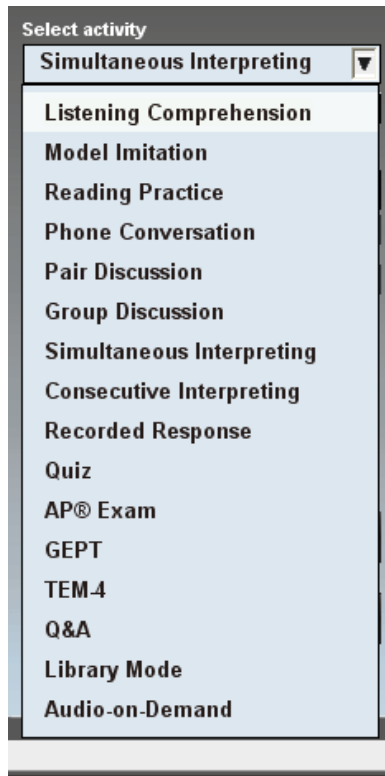 Select activity
Simultaneous Interpreting
Listening Comprehension
Model Imitation
Reading Practice
Phone Conversation
Pair Discussion
Group Discussion
Simultaneous Interpreting
Consecutive Interpreting
Recorded Response
Quiz
AP® Exam
GEPT
TEM-4
Q&A
Library Mode
Audio-on-Demand